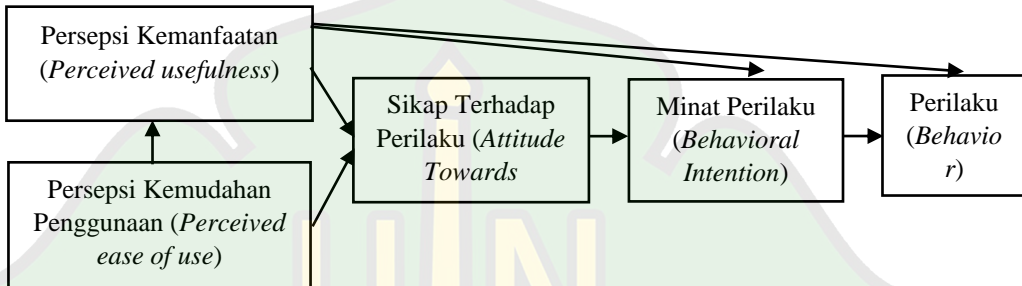 Persepsi Kemanfaatan
(Perceived usefulness)
Sikap Terhadap
Perilaku (Attitude
Towards
Minat Perilaku
(Behavioral
Intention)
Perilaku
(Behavio
r)
Persepsi Kemudahan
Penggunaan (Perceived
ease of use)
UIN